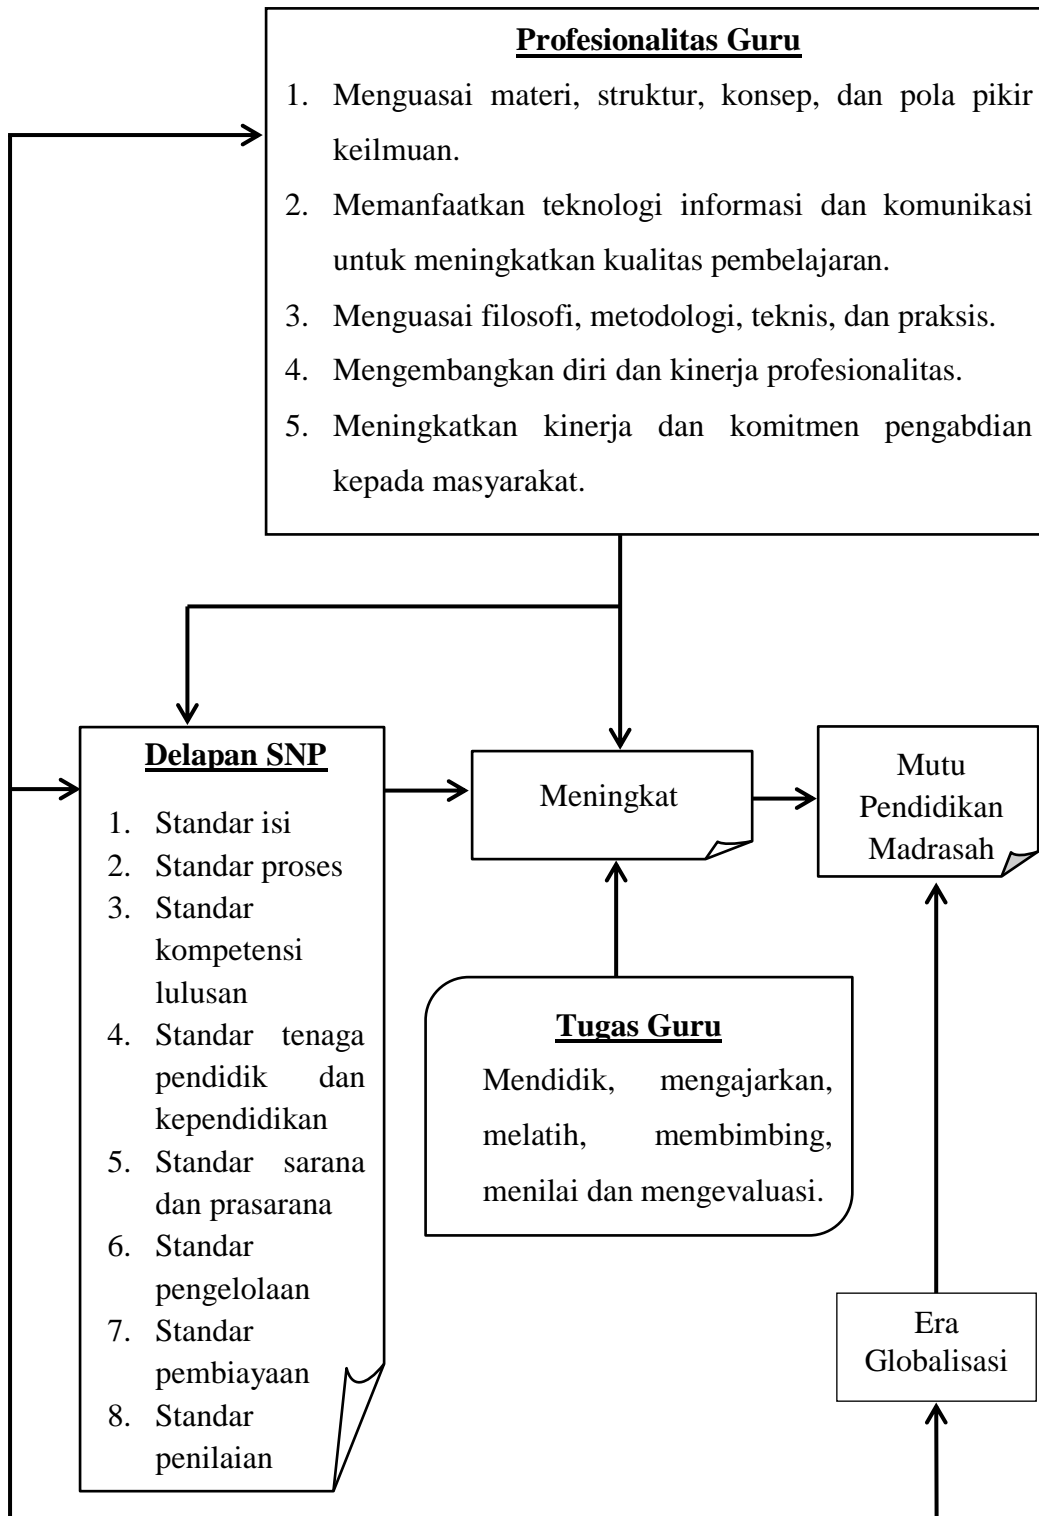 Profesionalitas Guru
1. Menguasai materi, struktur, konsep, dan pola pikir
keilmuan.
2. Memanfaatkan teknologi informasi dan komunikasi
untuk meningkatkan kualitas pembelajaran.
3. Menguasai filosofi, metodologi, teknis, dan praksis.
4. Mengembangkan diri dan kinerja profesionalitas.
5. Meningkatkan kinerja dan komitmen pengabdian
kepada masyarakat.
Delapan SNP
1. Standar isi
2. Standar proses
3. Standar
kompetensi
lulusan
4. Standar tenaga
pendidik dan
kependidikan
5. Standar sarana
dan prasarana
6. Standar
pengelolaan
7. Standar
pembiayaan
8. Standar
penilaian
Meningkat
Mutu
Pendidikan
Madrasah
Tugas Guru
Mendidik, mengajarkan,
melatih, membimbing,
menilai dan mengevaluasi.
Era
Globalisasi